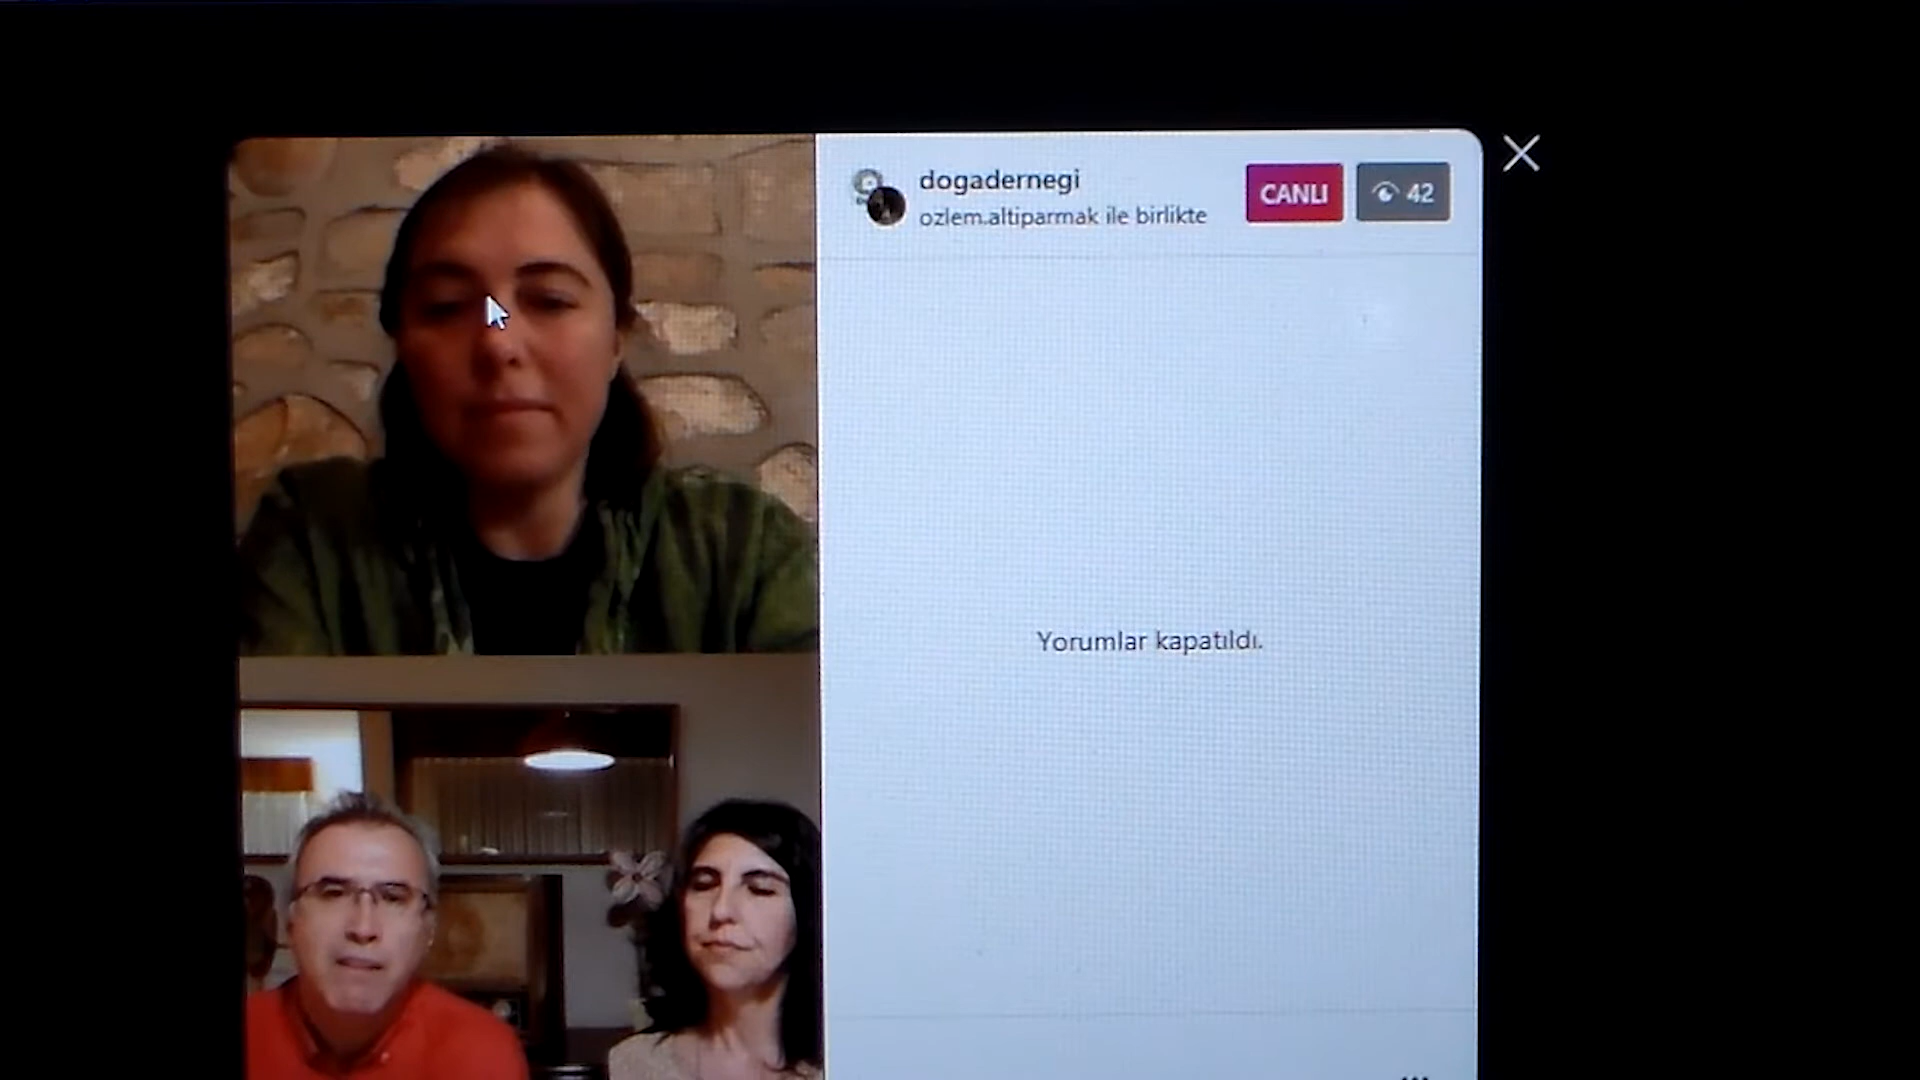 dogadernegi
ozlem.altiparmak ile birlikte
CANLI
42
Yorumlar kapatıldı.